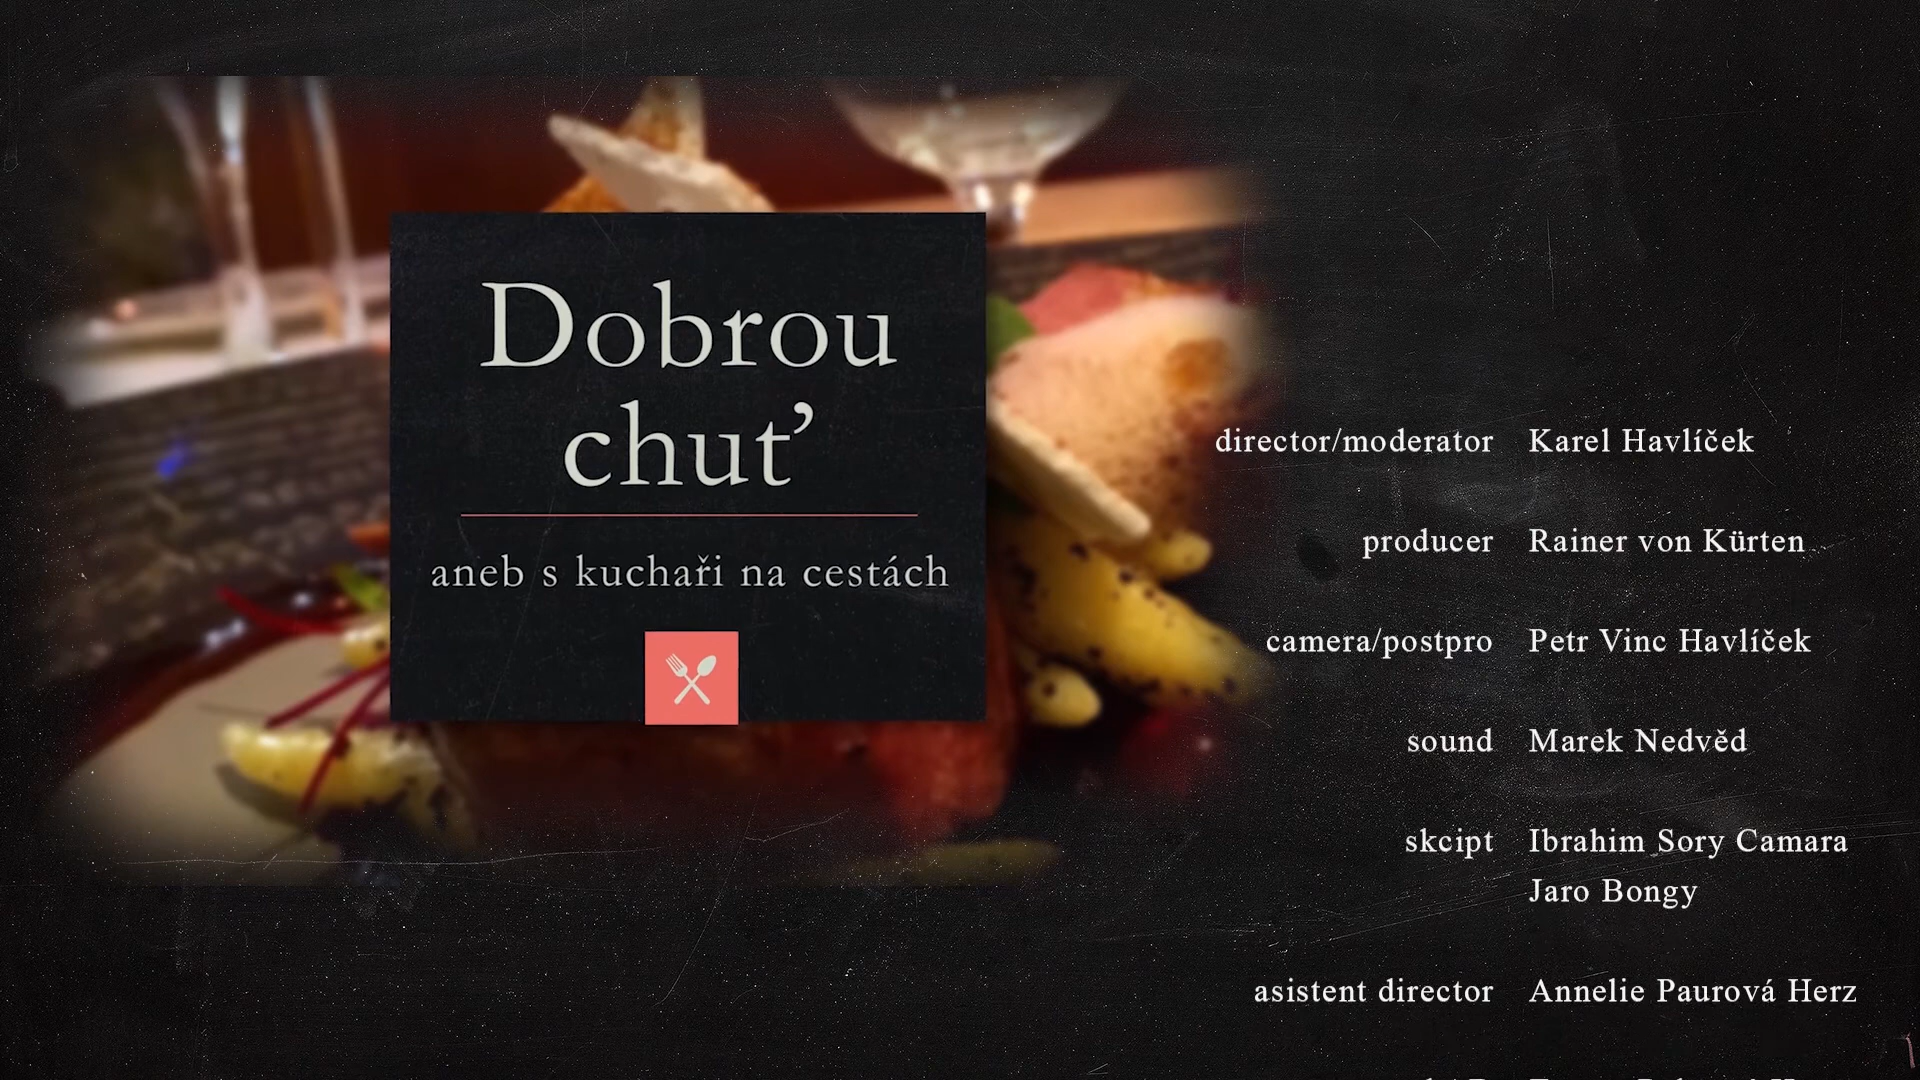 Dobrou
chuť
aneb s kuchaři na cestách
director/moderator Karel Havlíček
producer Rainer von Kürten
camera/postpro Petr Vinc Havlíček
sound Marek Nedvěd
skcipt Ibrahim Sory Camara
Jaro Bongy
asistent director Annelie Paurová Herz